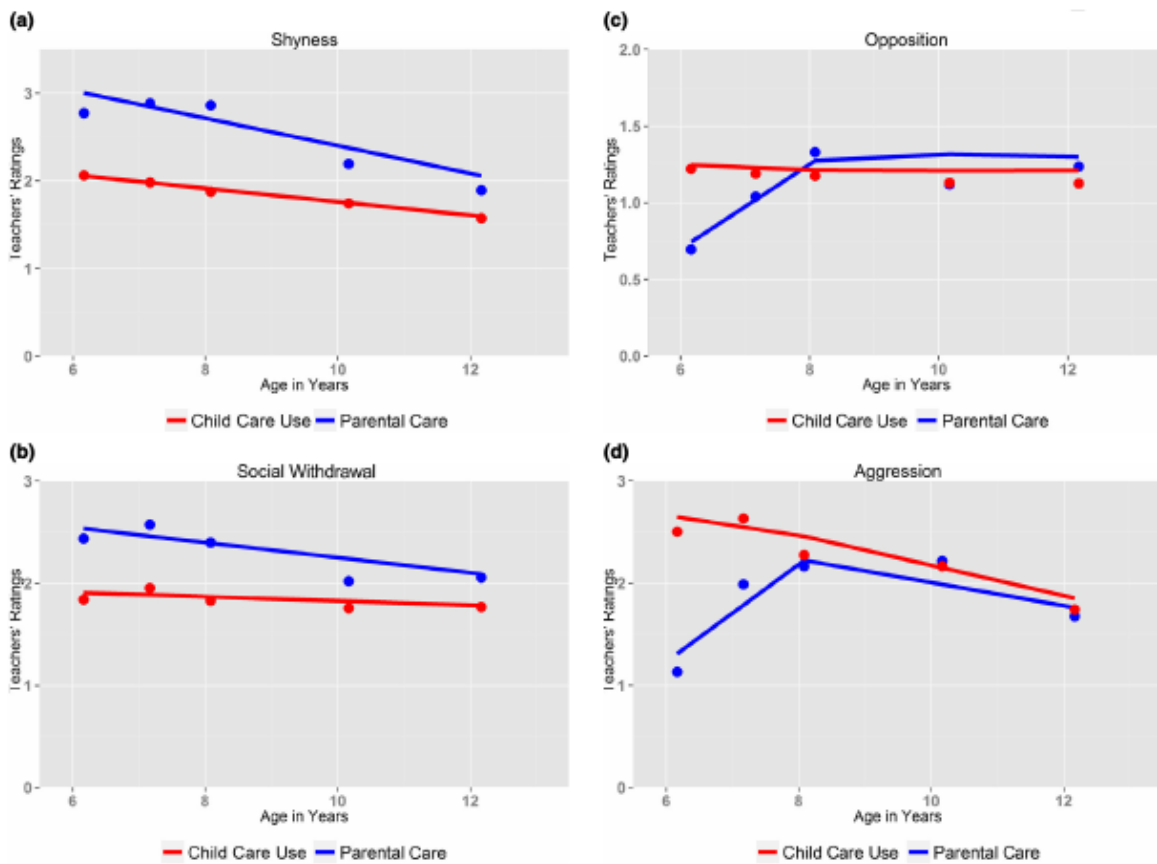 (a)
Shyness
3
2
1
0
Teachers' Ratings
6 8 10 12
Age in Years
Child Care Use Parental Care
(c)
Opposition
2.0
1.5
1.0
0.5
0.0
Teachers' Ratings
6 8 10 12
Age in Years
Child Care Use Parental Care
(b)
Social Withdrawal
3
2
1
0
Teachers' Ratings
6 8 10 12
Age in Years
Child Care Use Parental Care
(d)
Aggression
3
2
1
0
Teachers' Ratings
6 8 10 12
Age in Years
Child Care Use Parental Care